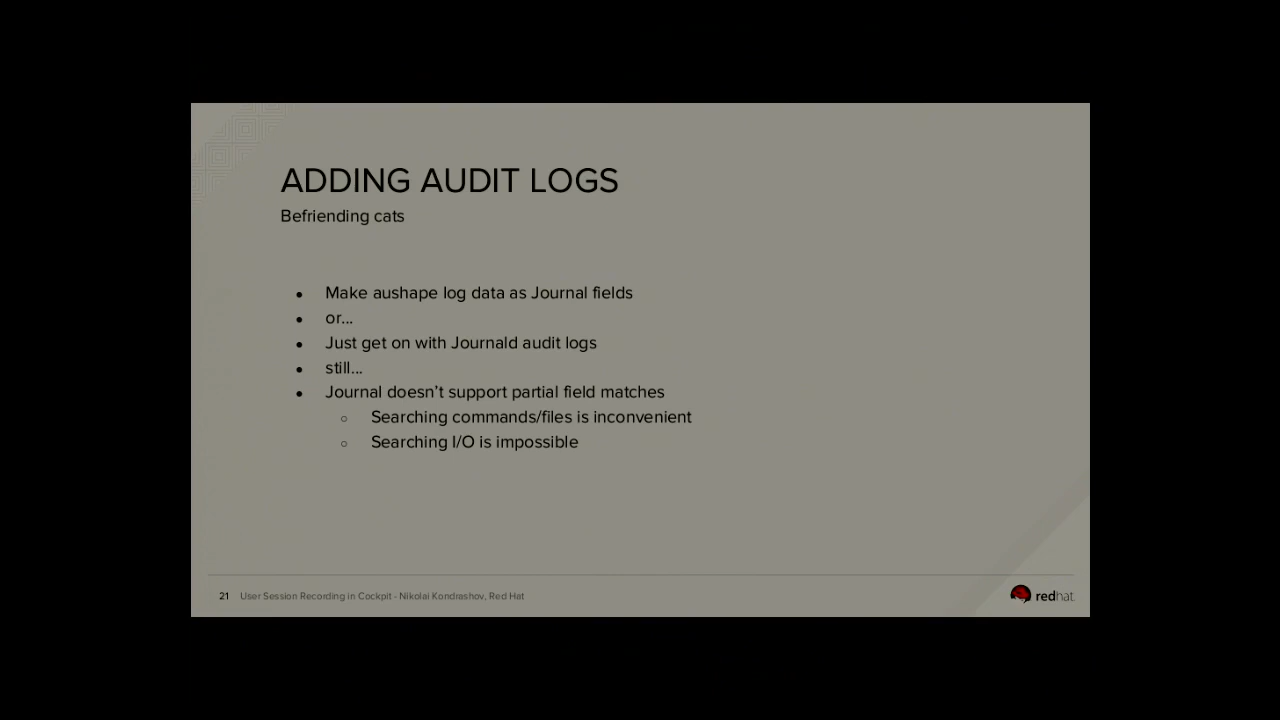 ADDING AUDIT LOGS
Befriending cats
● Make aushape log data as Journal fields
● or...
● Just get on with Journald audit logs
● still...
● Journal doesn't support partial field matches
○ Searching commands/files is inconvenient
○ Searching I/O is impossible
21 User Session Recording in Cockpit - Nikolai Kondrashov, Red Hat
redhat